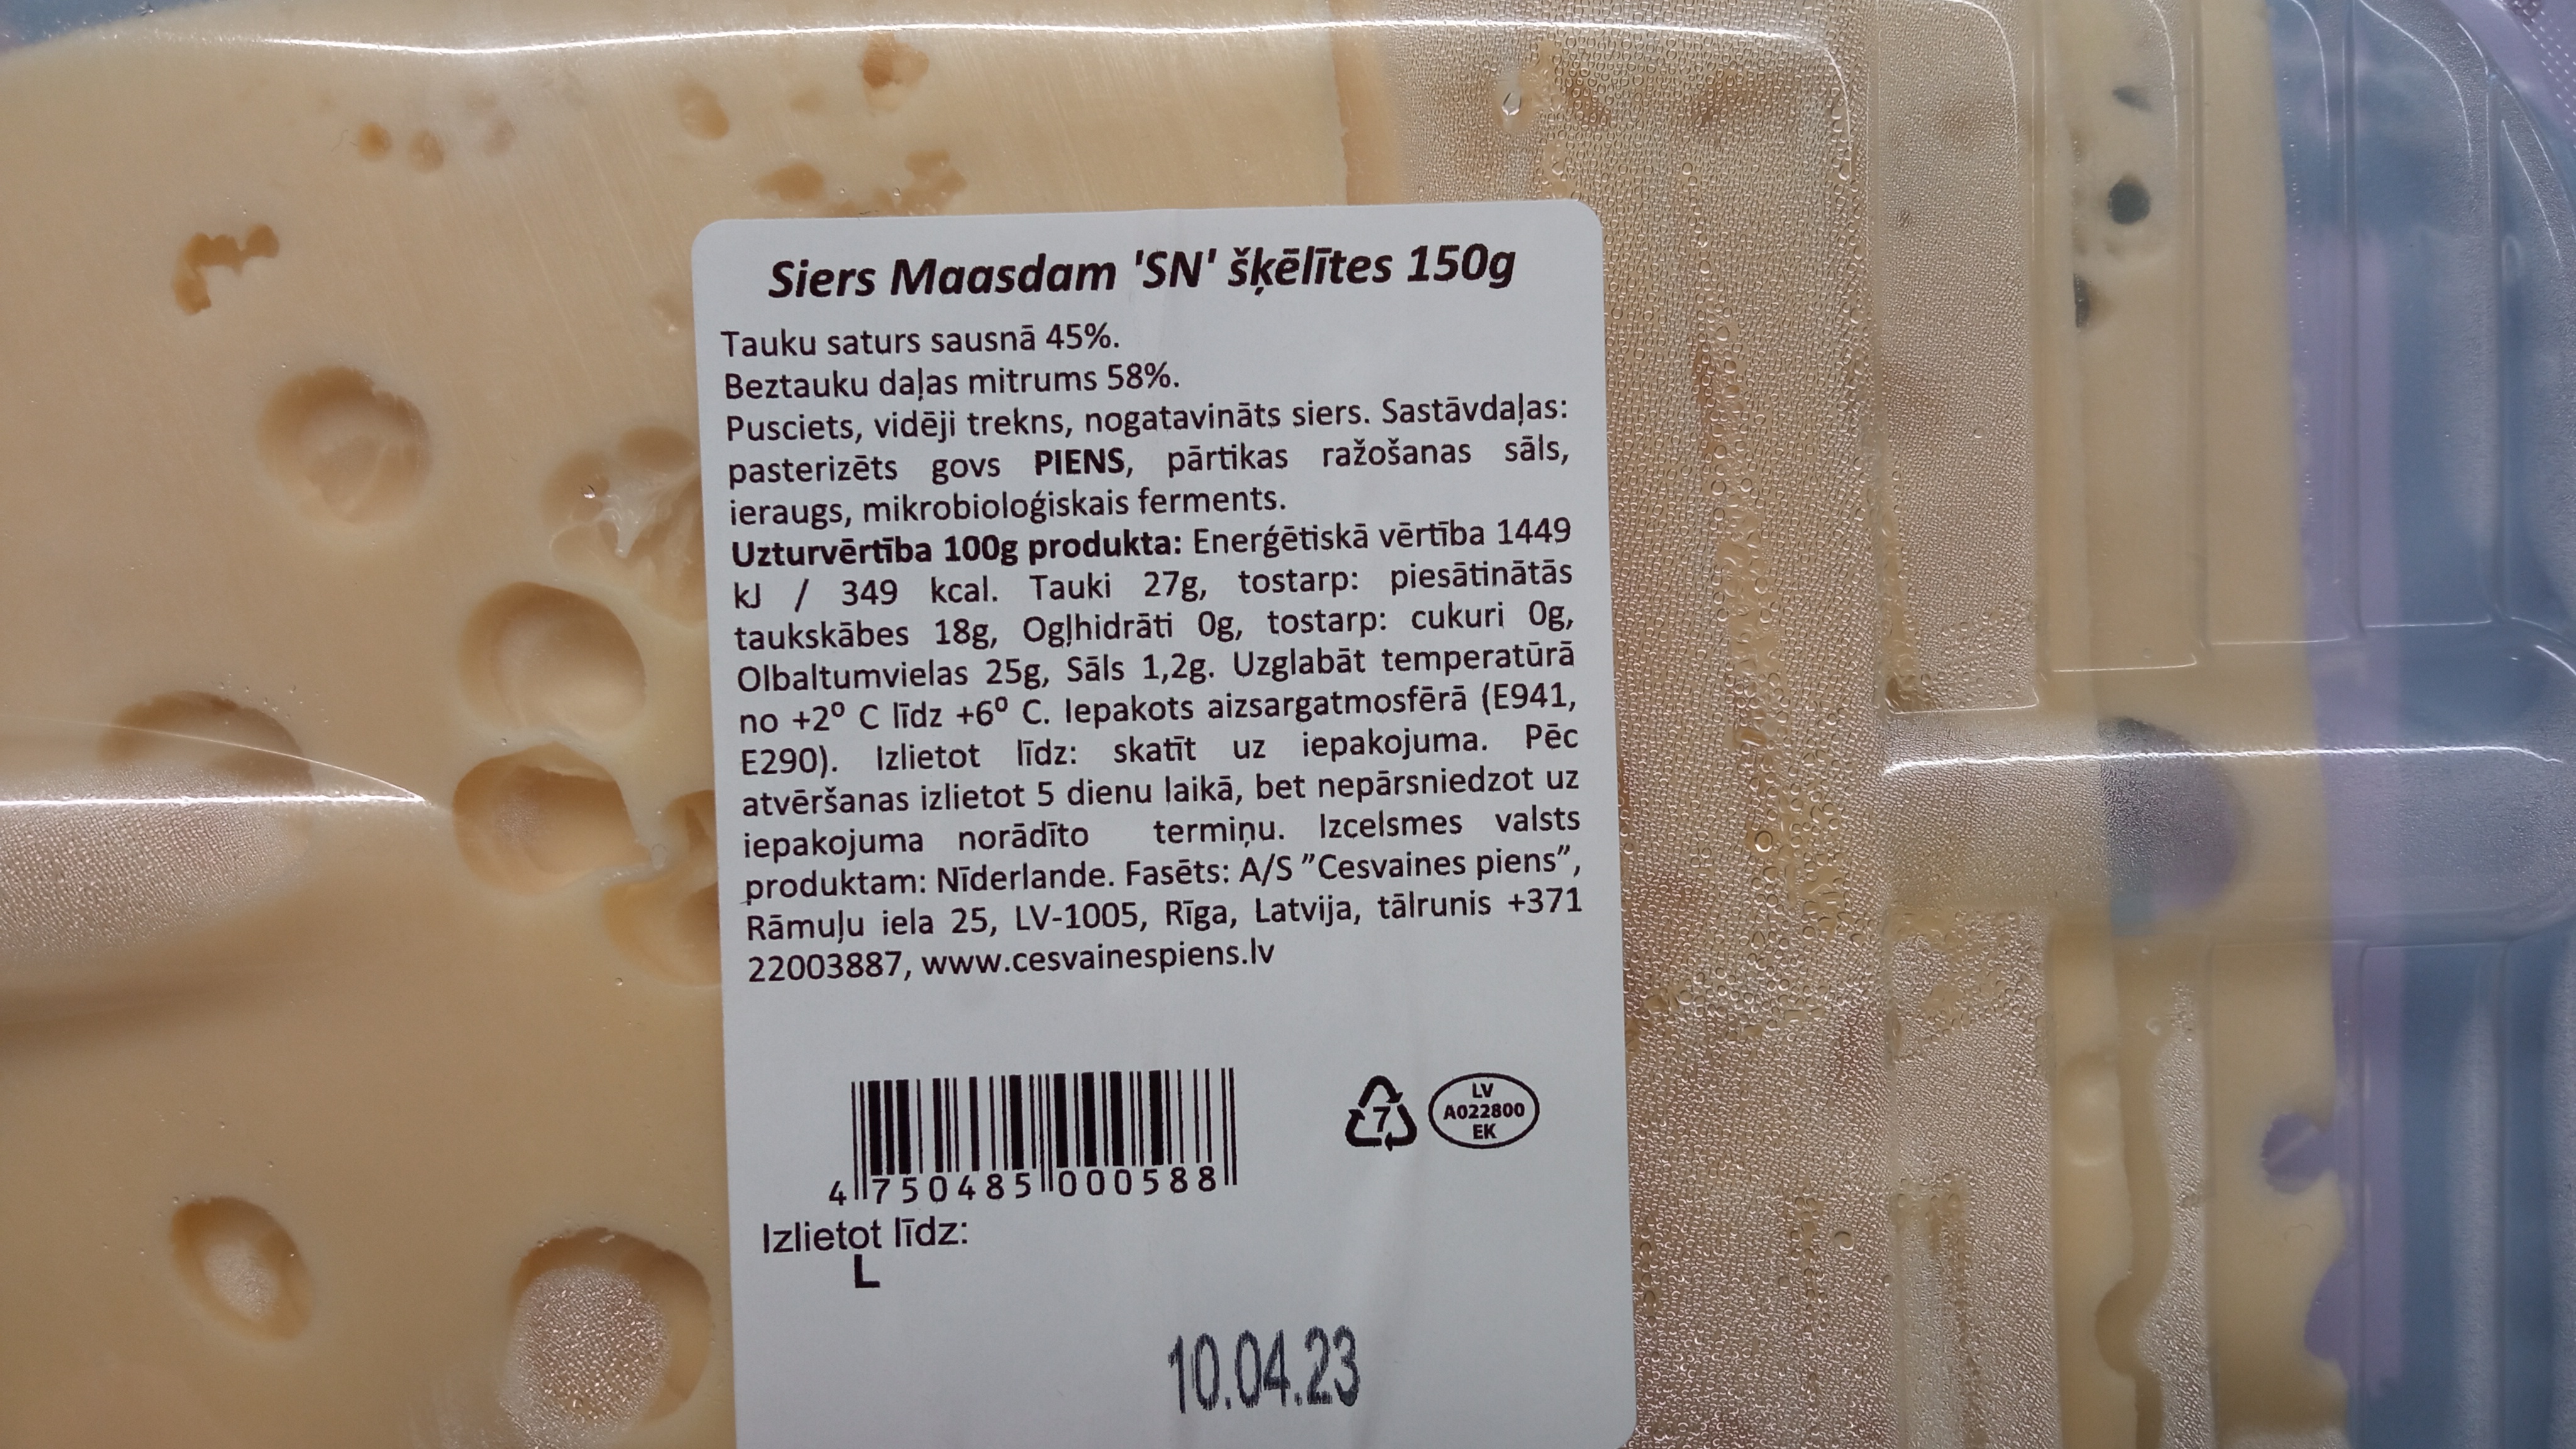 Siers Maasdam 'SN' šķēlītes 150g
Tauku saturs sausnā 45%.
Beztauku daļas mitrums 58%.
Pusciets, vidēji trekns, nogatavināts siers. Sastāvdaļas:
pasterizēts govs PIENS, pārtikas ražošanas sāls,
ieraugs, mikrobioloģiskais ferments.
Uzturvērtība 100g produkta: Enerģētiskā vērtība 1449
kJ / 349 kcal. Tauki 27g, tostarp: piesātinātās
taukskābes 18g, Ogļhidrāti 0g, tostarp: cukuri 0g,
Olbaltumvielas 25g, Sāls 1,2g. Uzglabāt temperatūrā
no +2⁰ C līdz +6⁰ C. Iepakots aizsargatmosfērā (E941,
E290). Izlietot līdz: skatīt uz iepakojuma. Pēc
atvēršanas izlietot 5 dienu laikā, bet nepārsniedzot uz
iepakojuma norādīto termiņu. Izcelsmes valsts
produktam: Nīderlande. Fasēts: A/S ”Cesvaines piens”,
Rāmuļu iela 25, LV-1005, Rīga, Latvija, tālrunis +371
22003887, www.cesvainespiens.lv
7
LV
A022800
EK
4 750485 000588
Izlietot līdz:
L
10.04.23